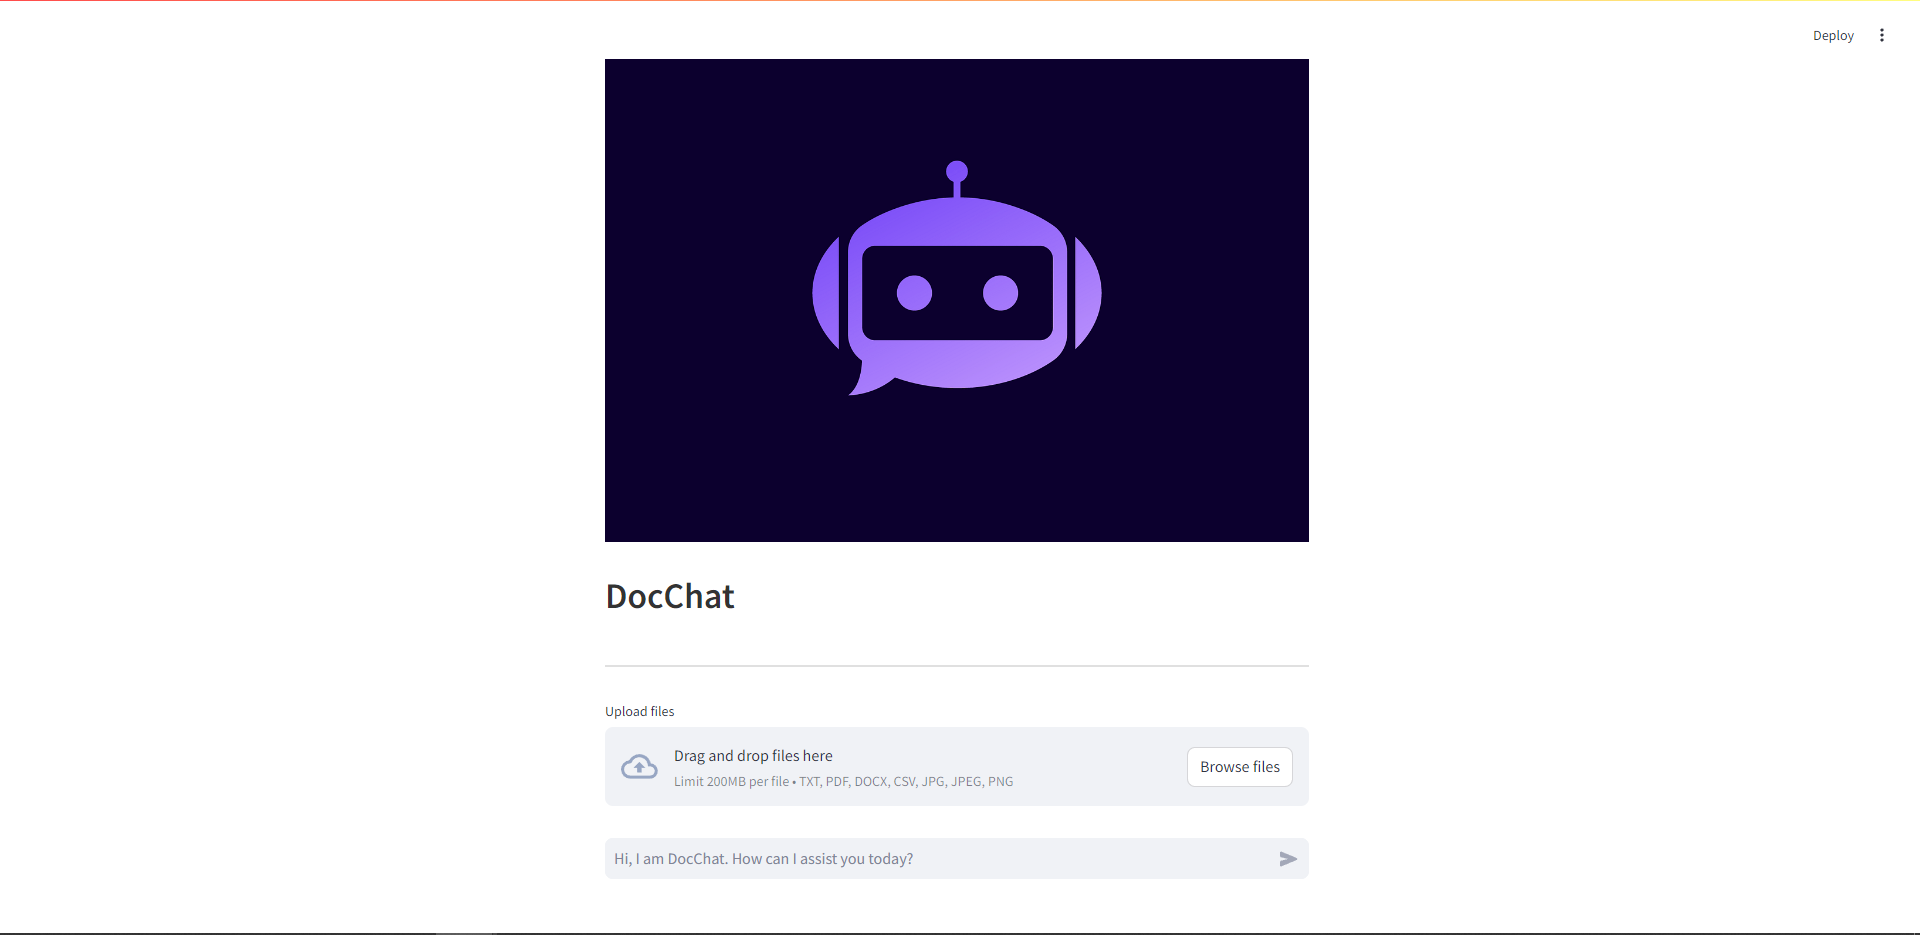 Deploy
DocChat
Upload files
Drag and drop files here
Limit 200MB per file • TXT, PDF, DOCX, CSV, JPG, JPEG, PNG
Browse files
Hi, I am DocChat. How can I assist you today?